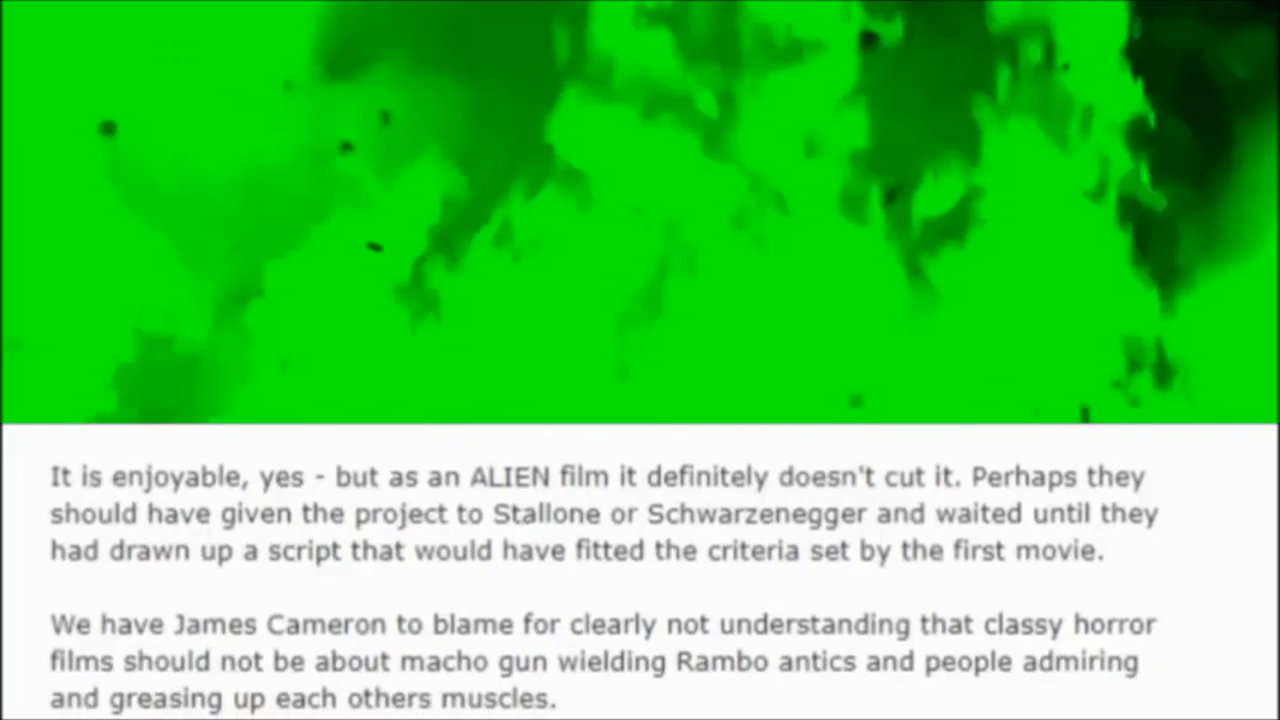 It is enjoyable, yes - but as an ALIEN film it definitely doesn't cut it. Perhaps they
should have given the project to Stallone or Schwarzenegger and waited until they
had drawn up a script that would have fitted the criteria set by the first movie.
We have James Cameron to blame for clearly not understanding that classy horror
films should not be about macho gun wielding Rambo antics and people admiring
and greasing up each others muscles.